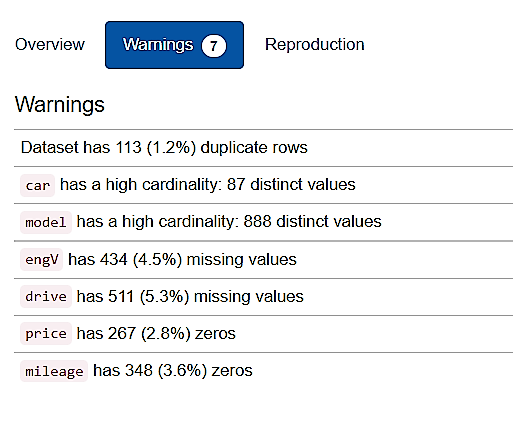 Overview Warnings 7 Reproduction
Warnings
Dataset has 113 (1.2%) duplicate rows
car has a high cardinality: 87 distinct values
model has a high cardinality: 888 distinct values
engV has 434 (4.5%) missing values
drive has 511 (5.3%) missing values
price has 267 (2.8%) zeros
mileage has 348 (3.6%) zeros